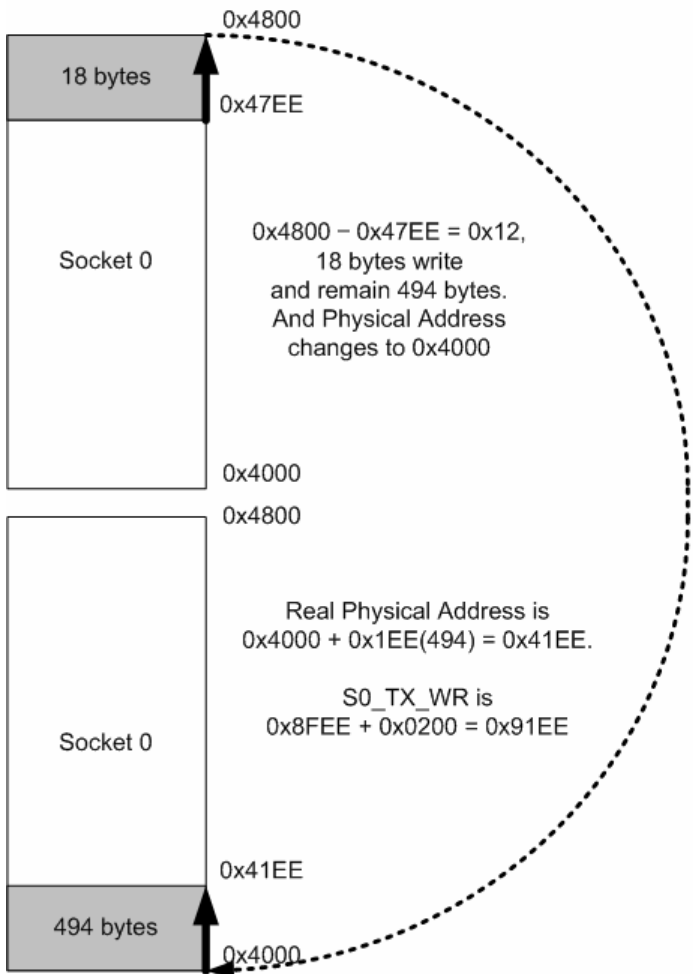 0x4800
18 bytes
0x47EE
0x4800 − 0x47EE = 0x12,
18 bytes write
and remain 494 bytes.
And Physical Address
changes to 0x4000
Socket 0
0x4000
0x4800
Real Physical Address is
0x4000 + 0x1EE(494) = 0x41EE.
S0_TX_WR is
0x8FEE + 0x0200 = 0x91EE
Socket 0
0x41EE
494 bytes
0x4000